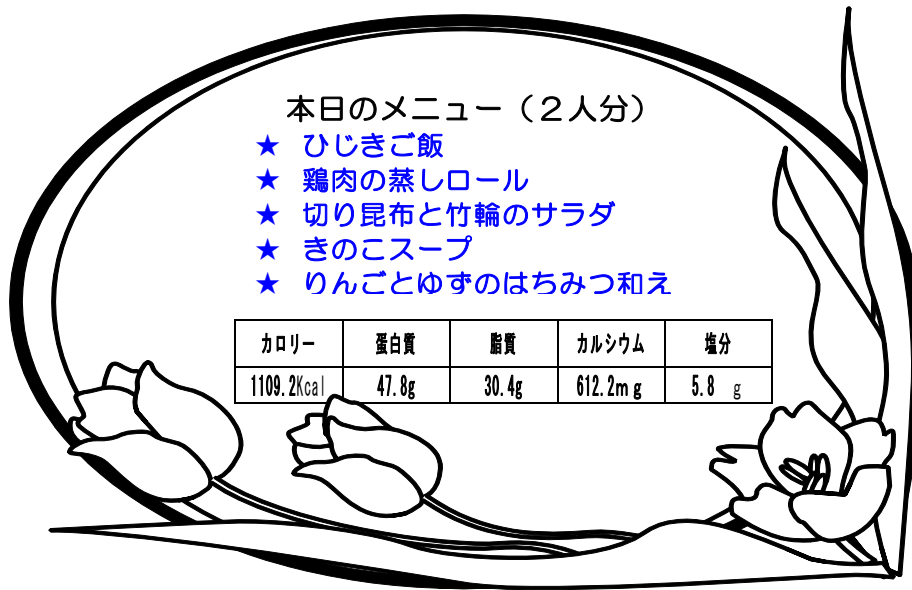 本日のメニュー（２人分）
★ ひじきご飯
★ 鶏肉の蒸しロール
★ 切り昆布と竹輪のサラダ
★ きのこスープ
★ りんごとゆずのはちみつ和え
カロリー 蛋白質 脂質 カルシウム 塩分
1109.2Kcal 47.8g 30.4g 612.2mｇ 5.8　g